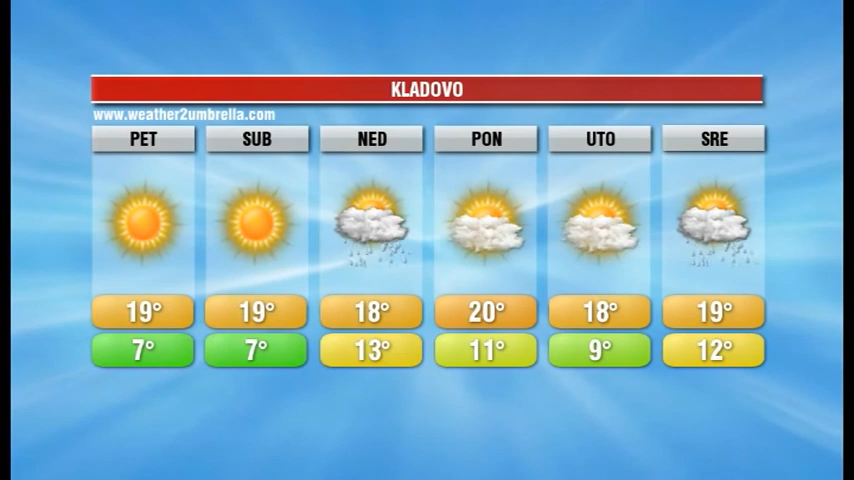 KLADOVO
www.weather2umbrella.com
PET SUB NED PON UTO SRE
19° 19° 18° 20° 18° 19°
7° 7° 13° 11° 9° 12°